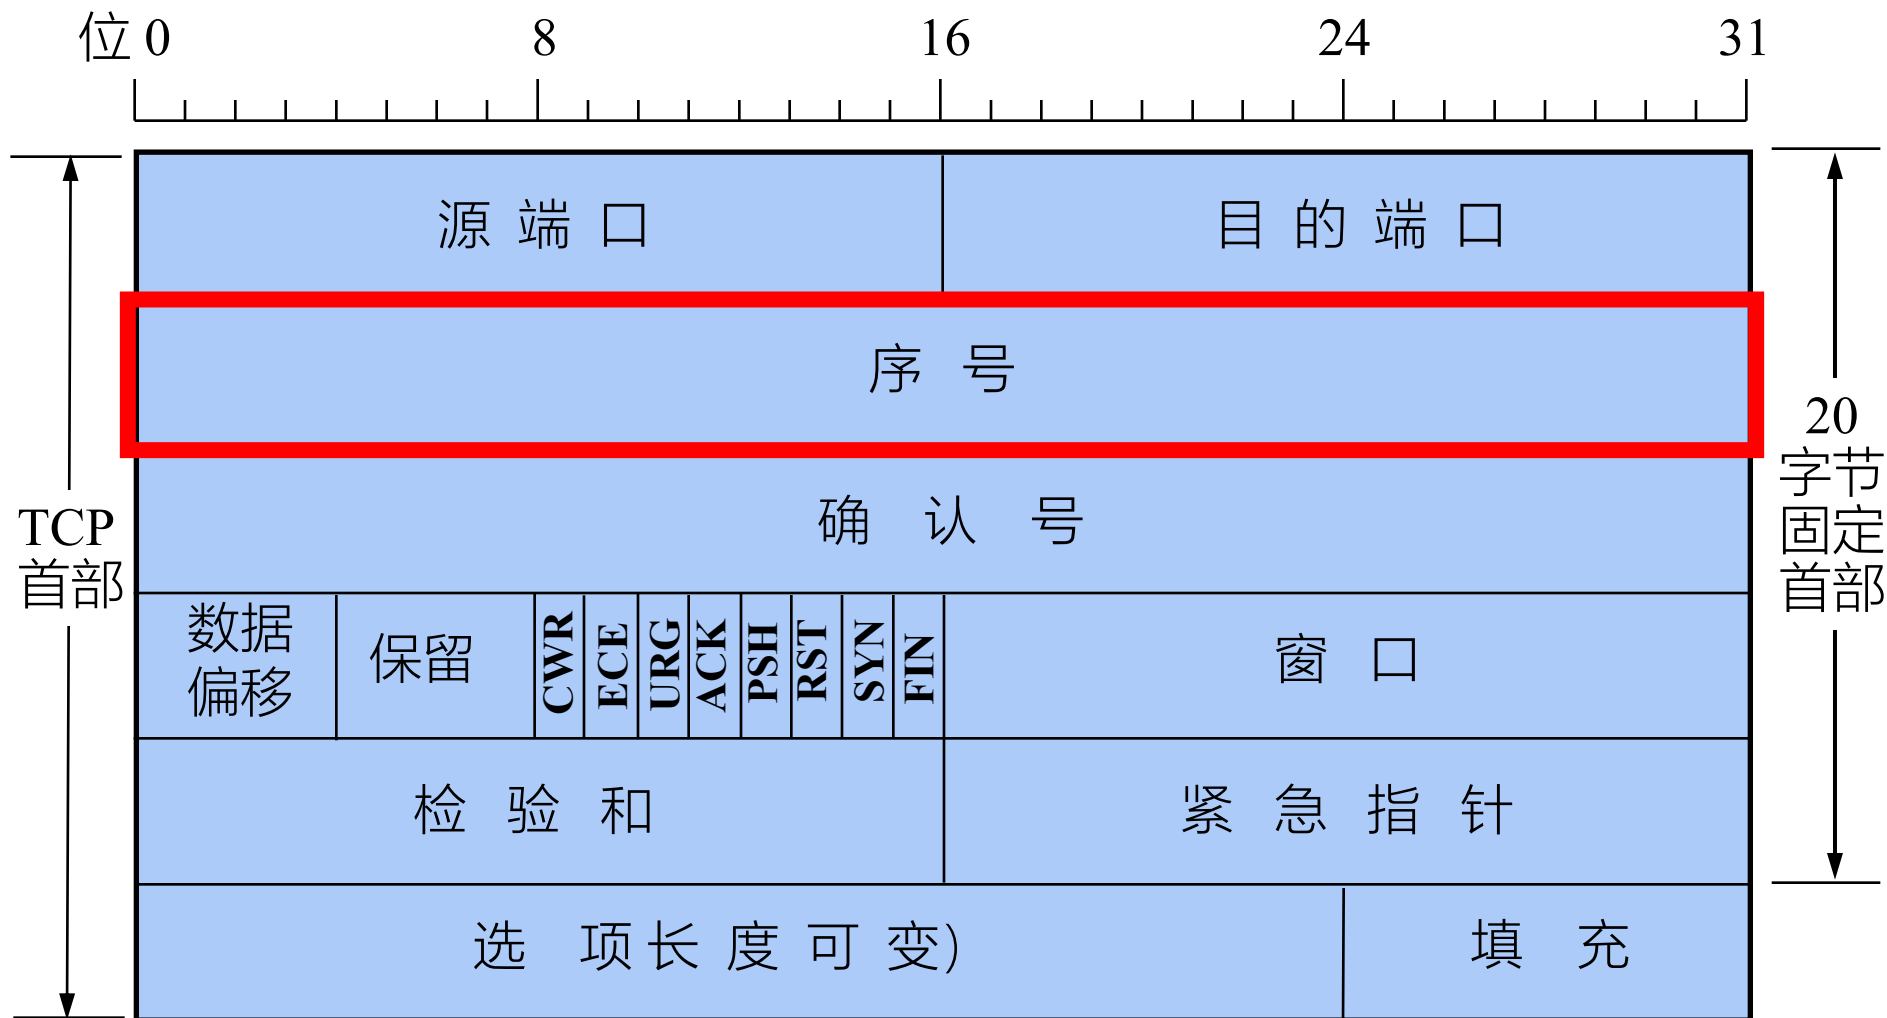 位 0 8 16 24 31
源端口 目的端口
序号
确认号
TCP
首部
20
字节
固定
首部
数据
偏移
保留 CWR ECE URG ACK PSH RST SYN FIN 窗口
检验和 紧急指针
选项长度可变) 填充